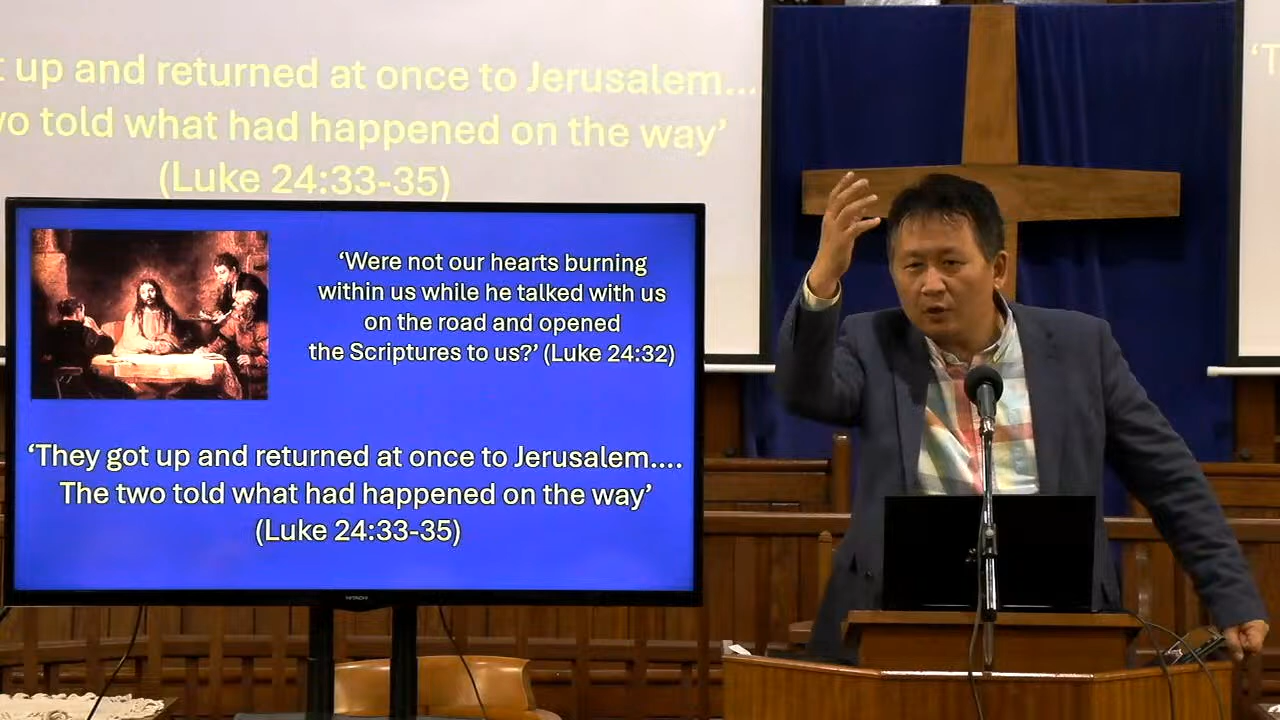 t up and returned at once to Jerusalem...
wo told what had happened on the way’
(Luke 24:33-35)
‘T
‘Were not our hearts burning
within us while he talked with us
on the road and opened
the Scriptures to us?’ (Luke 24:32)
‘They got up and returned at once to Jerusalem....
The two told what had happened on the way’
(Luke 24:33-35)
HITACHI